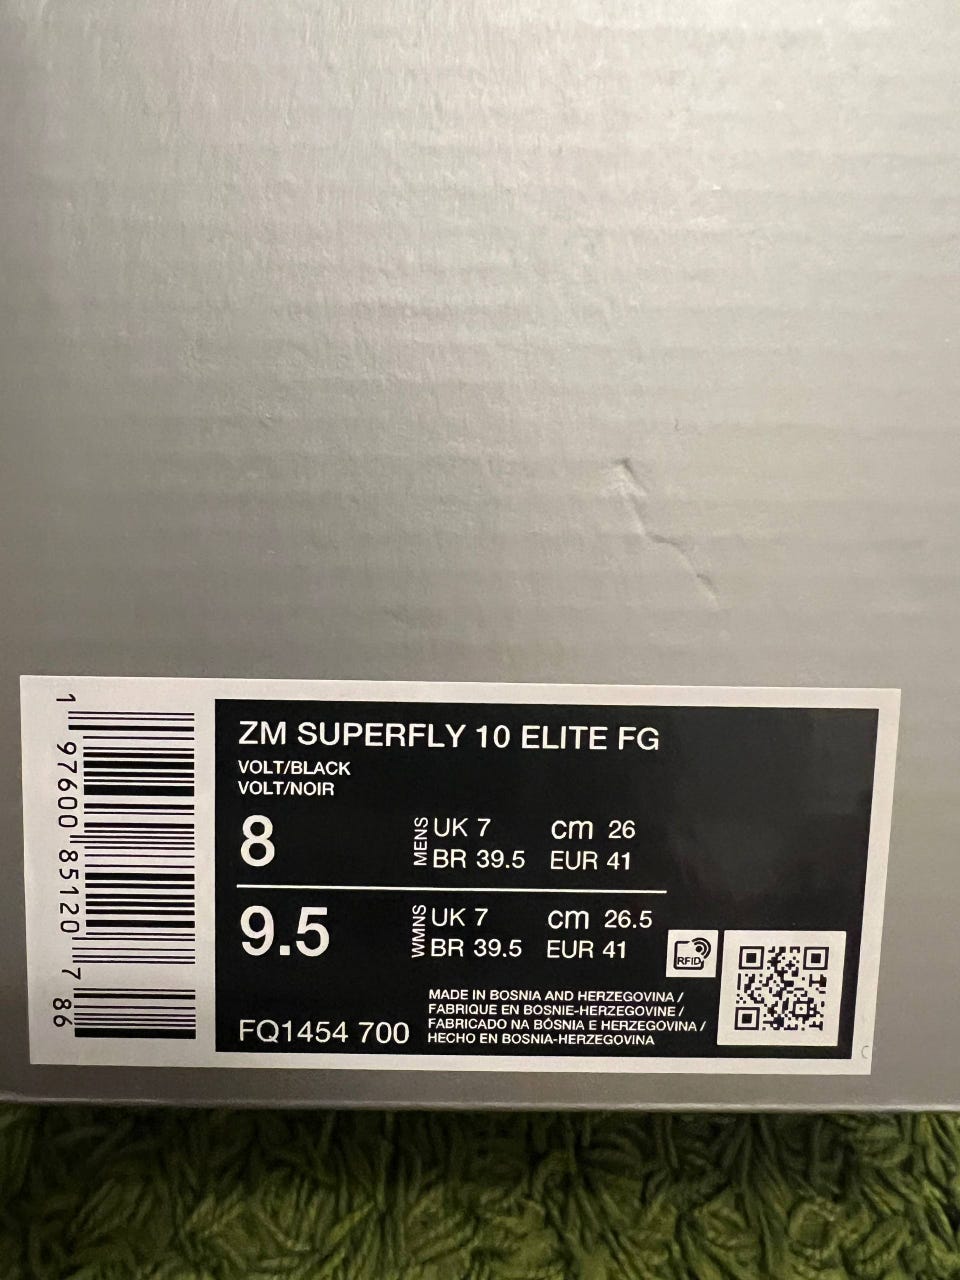 1 97600 85120 7 86
ZM SUPERFLY 10 ELITE FG
VOLT/BLACK
VOLT/NOIR
8 MENS UK 7 cm 26
BR 39.5 EUR 41
9.5 WMNS UK 7 cm 26.5
BR 39.5 EUR 41
RFID
MADE IN BOSNIA AND HERZEGOVINA /
FABRIQUE EN BOSNIE-HERZEGOVINE /
FABRICADO NA BÓSNIA E HERZEGOVINA /
HECHO EN BOSNIA-HERZEGOVINA
FQ1454 700
C